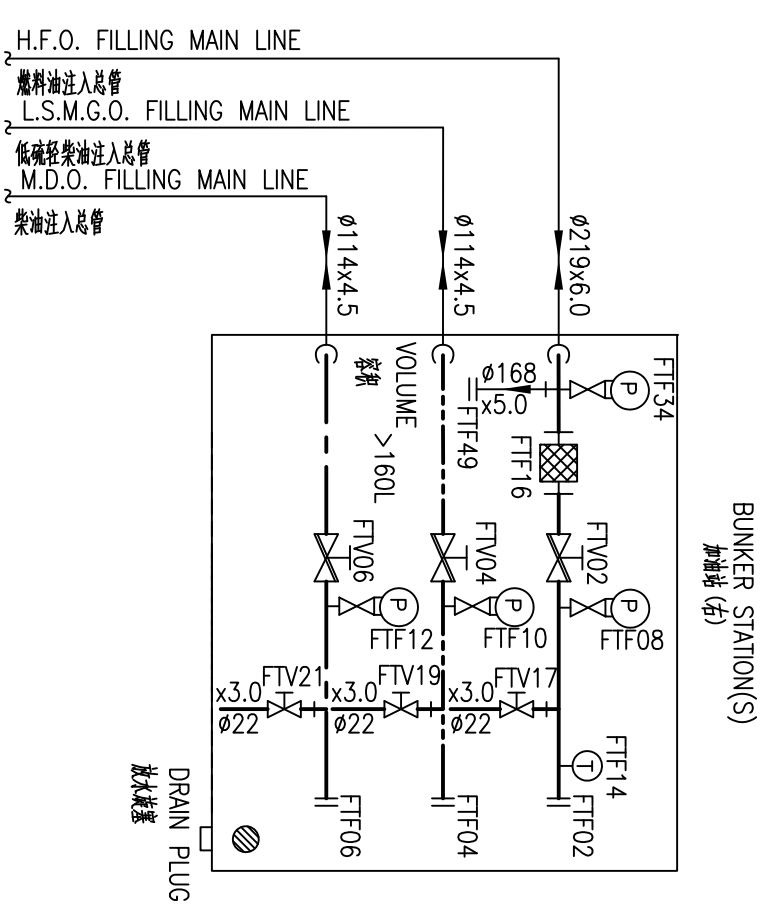 H.F.O. FILLING MAIN LINE
燃料油注入总管
L.S.M.G.O. FILLING MAIN LINE
低硫轻柴油注入总管
M.D.O. FILLING MAIN LINE
柴油注入总管
ø114x4.5
ø114x4.5
ø219x6.0
VOLUME
容积
>160L
ø168
x5.0
FTF49
P
FTF34
FTF16
FTV06
FTV04
FTV02
P
FTF12
P
FTF10
P
FTF08
BUNKER STATION(S)
加油站 (右)
x3.0
ø22
FTV21
x3.0
ø22
FTV19
x3.0
ø22
FTV17
T
FTF14
FTF06
FTF04
FTF02
DRAIN PLUG
放水旋塞